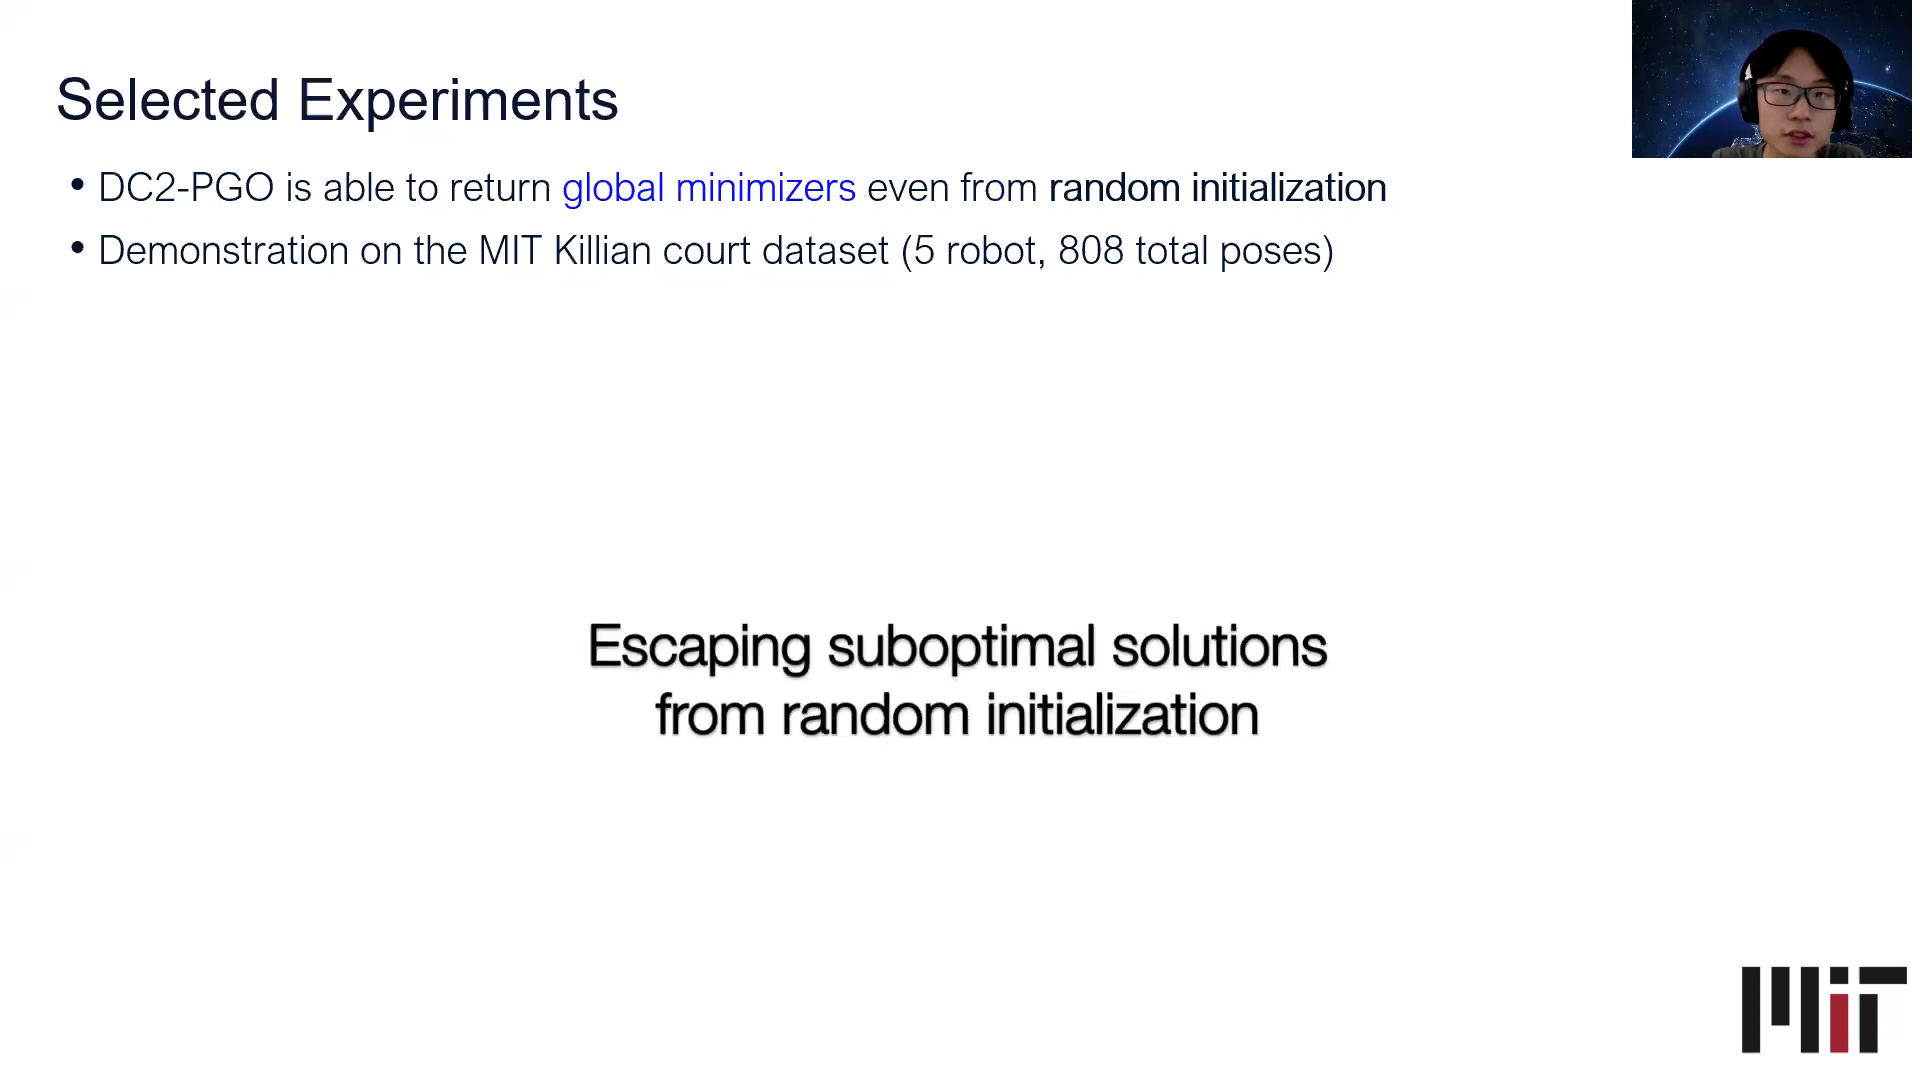 Selected Experiments
• DC2-PGO is able to return global minimizers even from random initialization
• Demonstration on the MIT Killian court dataset (5 robot, 808 total poses)
Escaping suboptimal solutions
from random initialization
MIT